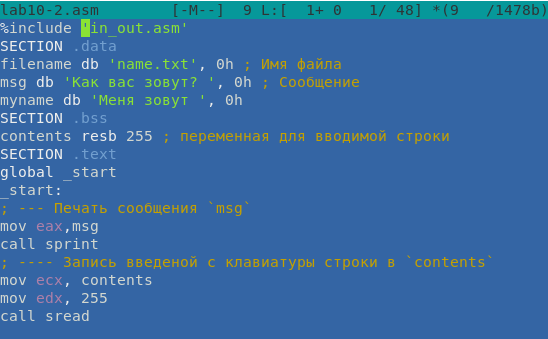 lab10-2.asm        [-M--]  9 L:[  1+ 0   1/ 48] *(9   /1478b)
%include 'in_out.asm'
SECTION .data
filename db 'name.txt', 0h ; Имя файла
msg db 'Как вас зовут? ', 0h ; Сообщение
myname db 'Меня зовут ', 0h
SECTION .bss
contents resb 255 ; переменная для вводимой строки
SECTION .text
global _start
_start:
; --- Печать сообщения `msg`
mov eax,msg
call sprint
; ---- Запись введеной с клавиатуры строки в `contents`
mov ecx, contents
mov edx, 255
call sread